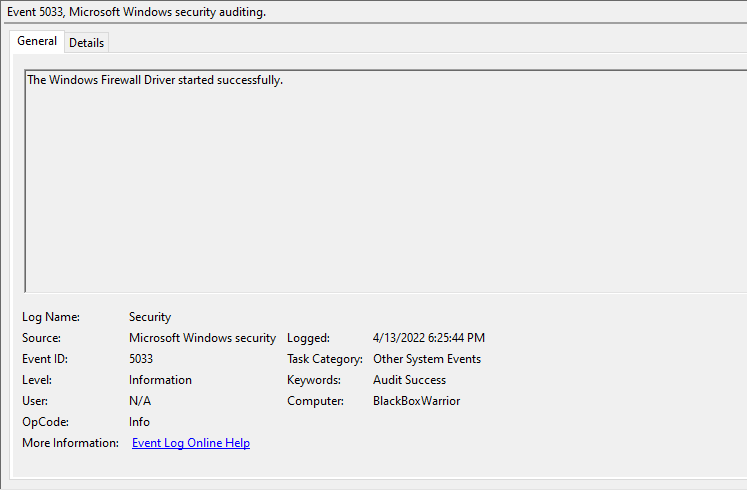 Event 5033, Microsoft Windows security auditing.
General Details
The Windows Firewall Driver started successfully.
Log Name: Security
Source: Microsoft Windows security Logged: 4/13/2022 6:25:44 PM
Event ID: 5033 Task Category: Other System Events
Level: Information Keywords: Audit Success
User: N/A Computer: BlackBoxWarrior
OpCode: Info
More Information: Event Log Online Help